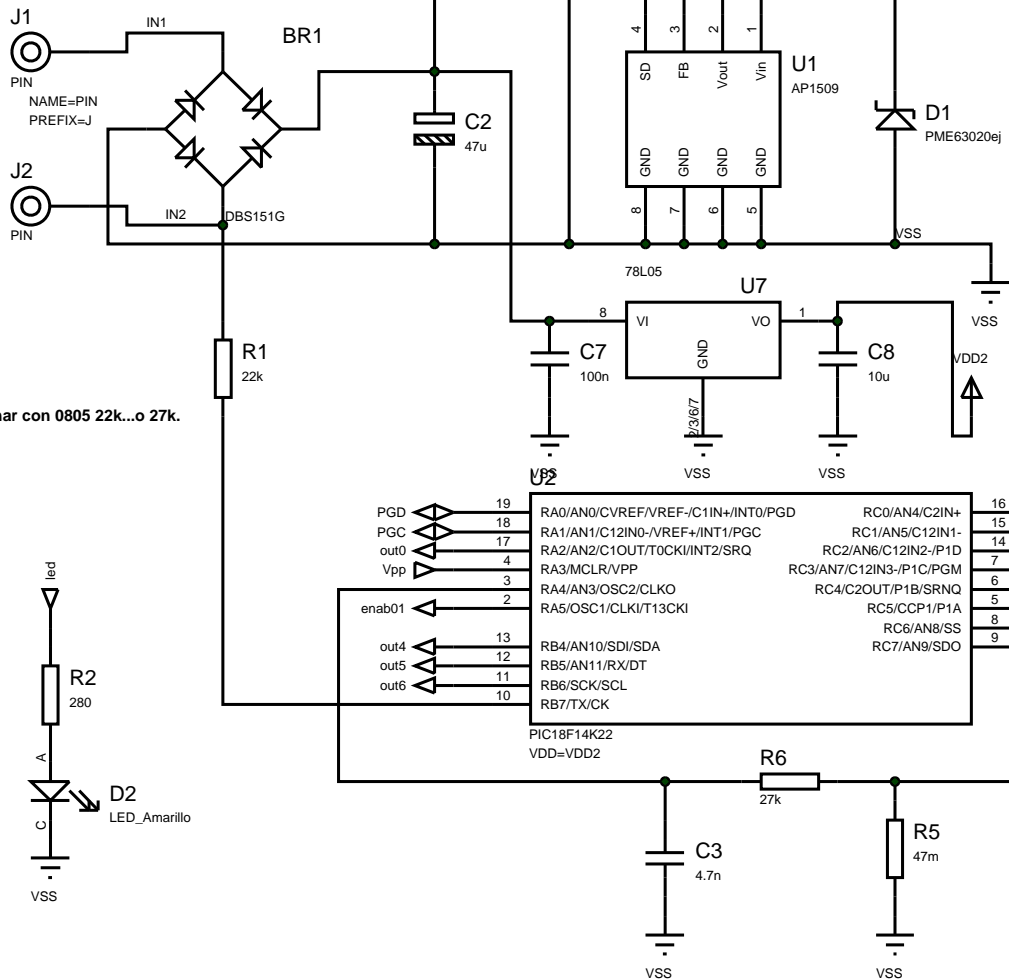 J1
IN1
PIN
NAME=PIN
PREFIX=J
BR1
J2
IN2
PIN
DBS151G
C2
47u
4
3
2
1
SD
FB
Vout
Vin
U1
AP1509
GND
GND
GND
GND
8
7
6
5
D1
PME63020ej
VSS
VSS
78L05
U7
8
VI
VO
1
GND
2/3/6/7
C7
100n
C8
10u
VDD2
VSS
VSS
VSS
R1
22k
ar con 0805 22k...o 27k.
U2
PGD
19
RA0/AN0/CVREF/VREF-/C1IN+/INT0/PGD
RC0/AN4/C2IN+
16
PGC
18
RA1/AN1/C12IN0-/VREF+/INT1/PGC
RC1/AN5/C12IN1-
15
out0
17
RA2/AN2/C1OUT/T0CKI/INT2/SRQ
RC2/AN6/C12IN2-/P1D
14
Vpp
4
RA3/MCLR/VPP
RC3/AN7/C12IN3-/P1C/PGM
7
3
RA4/AN3/OSC2/CLKO
RC4/C2OUT/P1B/SRNQ
6
enab01
2
RA5/OSC1/CLKI/T13CKI
RC5/CCP1/P1A
5
RC6/AN8/SS
8
out4
13
RB4/AN10/SDI/SDA
RC7/AN9/SDO
9
out5
12
RB5/AN11/RX/DT
out6
11
RB6/SCK/SCL
10
RB7/TX/CK
PIC18F14K22
VDD=VDD2
led
R2
280
A
D2
LED_Amarillo
C
VSS
R6
27k
C3
4.7n
VSS
R5
47m
VSS